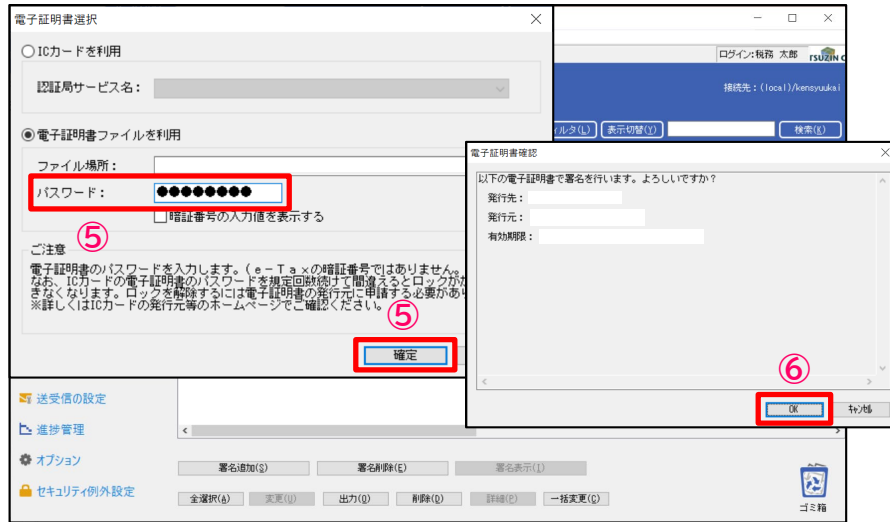 電子証明書選択
ICカードを利用
認証局サービス名：
電子証明書ファイルを利用
ファイル場所：
パスワード： ●●●●●●●●
暗証番号の入力値を表示する
⑤
ご注意
電子証明書のパスワードを入力します。(e-Taxの暗証番号ではありません。
なお、ICカードの電子証明書のパスワードを規定回数続けて間違えるとロックが
きなくなります。ロックを解除するには電子証明書の発行元に申請する必要があ
※詳しくはICカードの発行元等のホームページでご確認ください。
⑤
確定
ログイン:税務 太郎
接続先：(local)/kensyuukai
ィルタ(L) 表示切替(Y) 検索(K)
電子証明書確認
以下の電子証明書で署名を行います。よろしいですか？
発行先：
発行元：
有効期限：
⑥
OK キャンセル
送受信の設定
進捗管理
オプション
セキュリティ例外設定
署名追加(S) 署名削除(E) 署名表示(I)
全選択(A) 変更(U) 出力(O) 削除(D) 詳細(P) 一括変更(C)
ゴミ箱